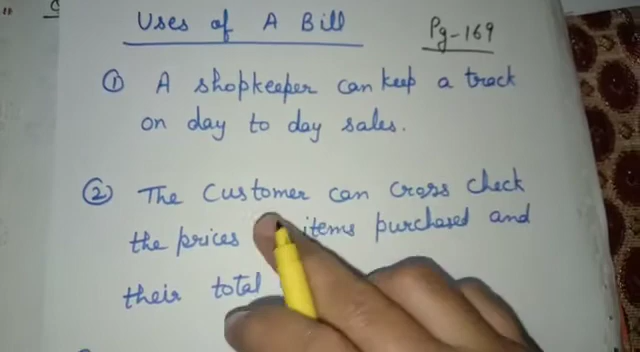 Uses of A Bill
Pg-169
① A shopkeeper can keep a track
on day to day sales.
② The Customer can cross check
the prices items purchased and
their total